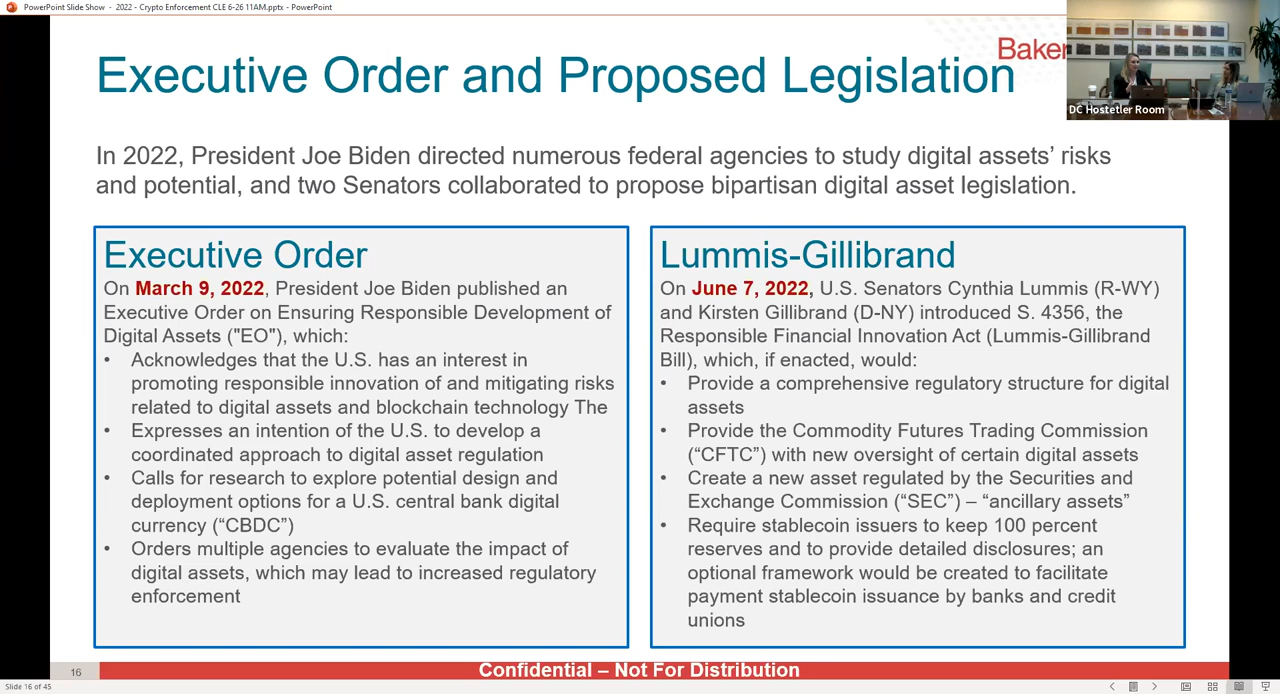 PowerPoint Slide Show - 2022 - Crypto Enforcement CLE 6-26 11AM.pptx - PowerPoint
Baker
DC Hostetler Room
Executive Order and Proposed Legislation
In 2022, President Joe Biden directed numerous federal agencies to study digital assets’ risks
and potential, and two Senators collaborated to propose bipartisan digital asset legislation.
Executive Order
On March 9, 2022, President Joe Biden published an
Executive Order on Ensuring Responsible Development of
Digital Assets ("EO"), which:
• Acknowledges that the U.S. has an interest in
promoting responsible innovation of and mitigating risks
related to digital assets and blockchain technology The
• Expresses an intention of the U.S. to develop a
coordinated approach to digital asset regulation
• Calls for research to explore potential design and
deployment options for a U.S. central bank digital
currency (“CBDC”)
• Orders multiple agencies to evaluate the impact of
digital assets, which may lead to increased regulatory
enforcement
Lummis-Gillibrand
On June 7, 2022, U.S. Senators Cynthia Lummis (R-WY)
and Kirsten Gillibrand (D-NY) introduced S. 4356, the
Responsible Financial Innovation Act (Lummis-Gillibrand
Bill), which, if enacted, would:
• Provide a comprehensive regulatory structure for digital
assets
• Provide the Commodity Futures Trading Commission
(“CFTC”) with new oversight of certain digital assets
• Create a new asset regulated by the Securities and
Exchange Commission (“SEC”) – “ancillary assets”
• Require stablecoin issuers to keep 100 percent
reserves and to provide detailed disclosures; an
optional framework would be created to facilitate
payment stablecoin issuance by banks and credit
unions
16
Confidential – Not For Distribution
Slide 16 of 45